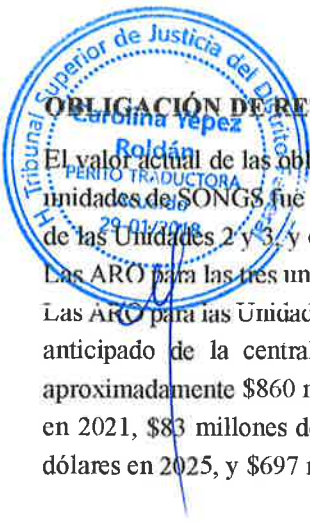 H. Tribunal Superior de Justicia del Distrito
Carolina Yepez
Roldán
PERITO TRADUCTORA
29-01/2018
OBLIGACIÓN DE RE
El valor actual de las obl
unidades de SONGS fue
de las Unidades 2 y 3, y
Las ARO para las tres un
Las ARO para las Unidad
anticipado de la central
aproximadamente $860 m
en 2021, $83 millones de
dólares en 2025, y $697 m